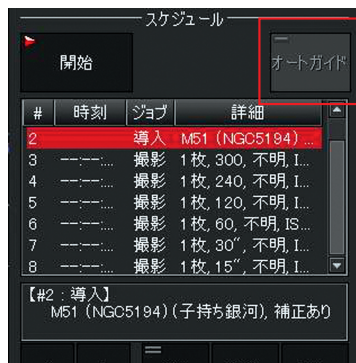 スケジュール
開始
オートガイド
# 時刻 ジョブ 詳細
2 導入 M51 (NGC5194) ...
3 --:--:... 撮影 1枚, 300, 不明, I...
4 --:--:... 撮影 1枚, 240, 不明, I...
5 --:--:... 撮影 1枚, 120, 不明, I...
6 --:--:... 撮影 1枚, 60, 不明, IS...
7 --:--:... 撮影 1枚, 30″, 不明, I...
8 --:--:... 撮影 1枚, 15″, 不明, I...
【#2 : 導入】
M51 (NGC5194) (子持ち銀河), 補正あり